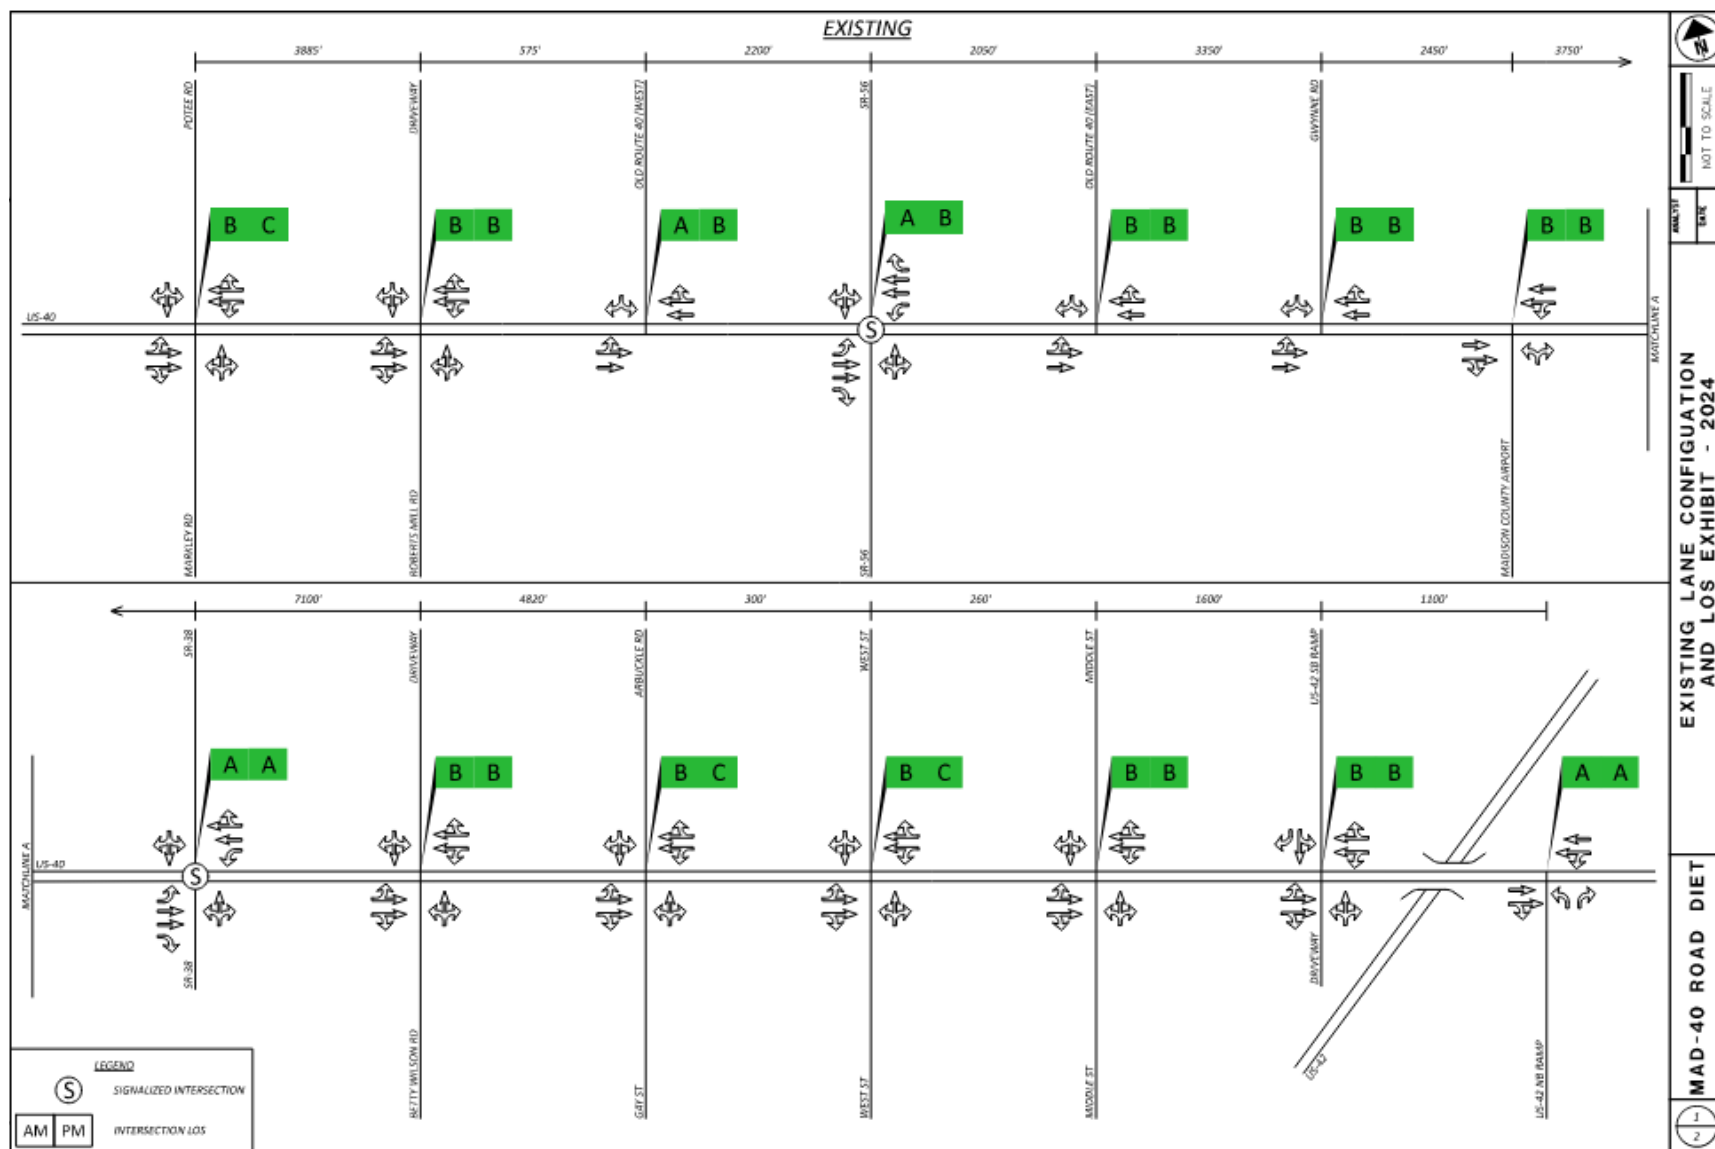 EXISTING
3885'
575'
2200'
2050'
3350'
2450'
3750'
POTEE RD
DRIVEWAY
OLD ROUTE 40 (WEST)
SR-56
OLD ROUTE 40 (EAST)
GWYNNE RD
B C
B B
A B
A B
B B
B B
B B
US-40
S
MATCHLINE A
MARKLEY RD
ROBERTS MILL RD
SR-56
MADISON COUNTY AIRPORT
7100'
4820'
300'
260'
1600'
1100'
SR-38
DRIVEWAY
ARBUCKLE RD
WEST ST
MIDDLE ST
US-42 SB RAMP
A A
B B
B C
B C
B B
B B
A A
MATCHLINE A
US-40
S
SR-38
BETTY WILSON RD
GAY ST
WEST ST
MIDDLE ST
DRIVEWAY
US-42
US-42 NB RAMP
LEGEND
S SIGNALIZED INTERSECTION
AM PM INTERSECTION LOS
N
NOT TO SCALE
ANALYST
DATE
EXISTING LANE CONFIGUATION
AND LOS EXHIBIT - 2024
MAD-40 ROAD DIET
1
2